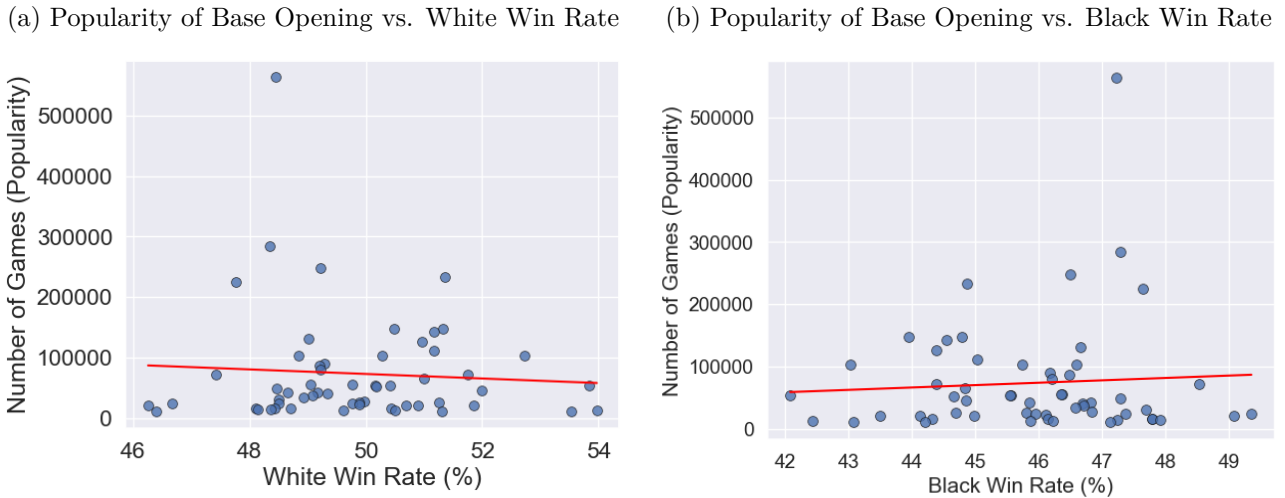 (a) Popularity of Base Opening vs. White Win Rate
(b) Popularity of Base Opening vs. Black Win Rate
Number of Games (Popularity)
500000
400000
300000
200000
100000
0
46 48 50 52 54
White Win Rate (%)
Number of Games (Popularity)
500000
400000
300000
200000
100000
0
42 43 44 45 46 47 48 49
Black Win Rate (%)